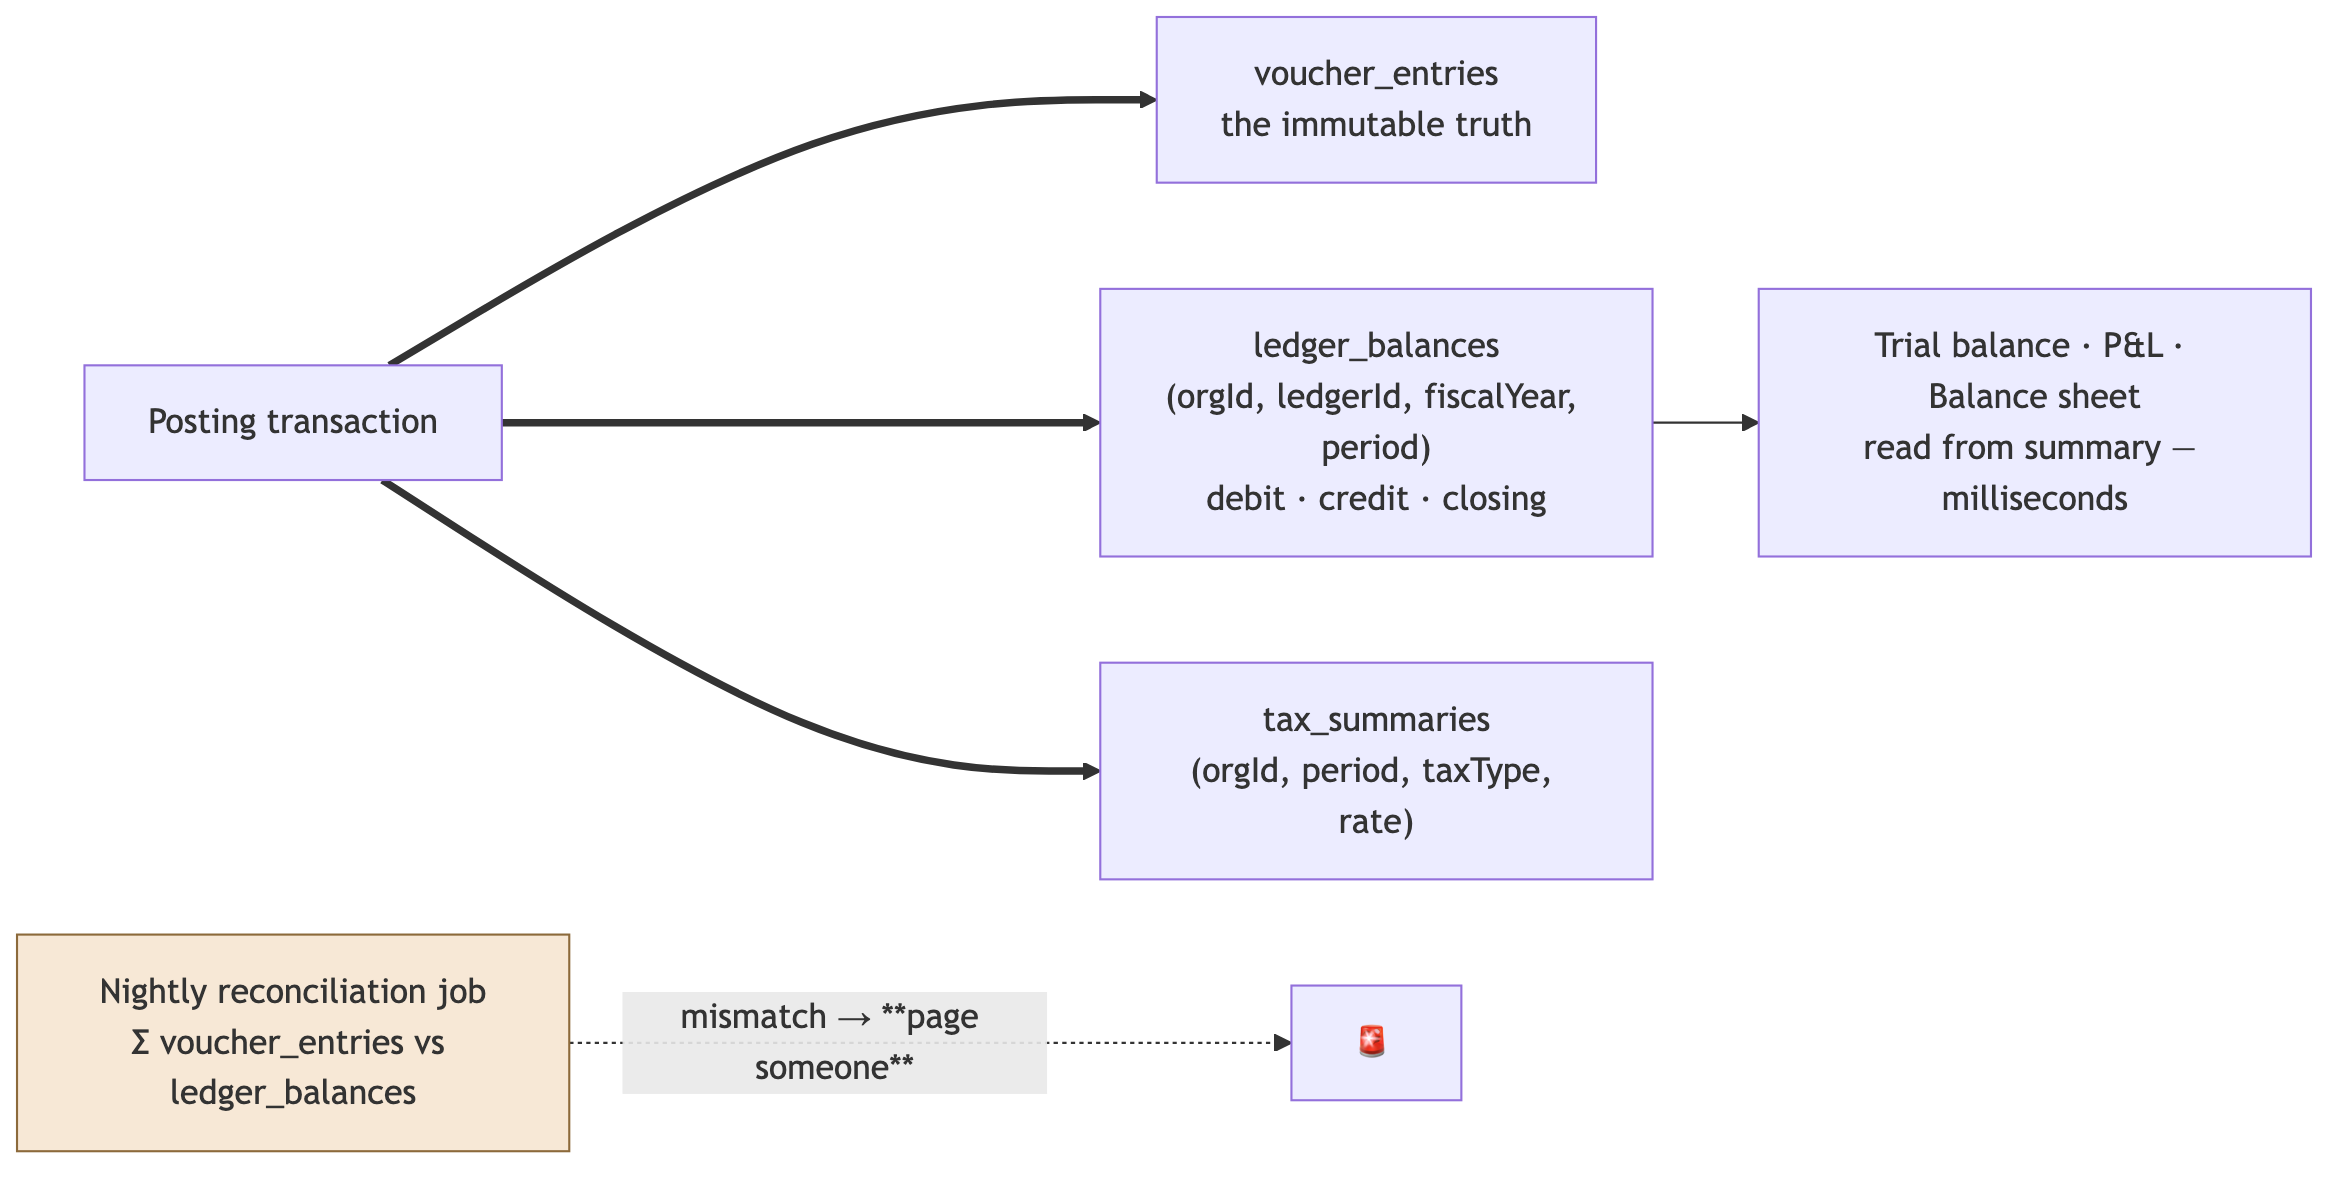 voucher_entries
the immutable truth
Posting transaction
ledger_balances
(orgId, ledgerId, fiscalYear,
period)
debit · credit · closing
Trial balance · P&L ·
Balance sheet
read from summary —
milliseconds
tax_summaries
(orgId, period, taxType,
rate)
Nightly reconciliation job
Σ voucher_entries vs
ledger_balances
mismatch → **page
someone**